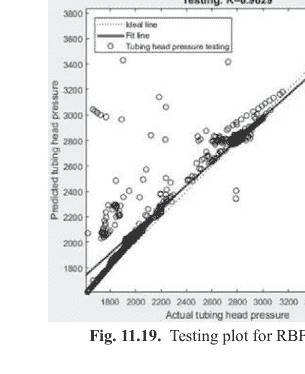 Testing: R=0.9629
Ideal line
Fit line
Tubing head pressure testing
3800
3600
3400
3200
3000
2800
2600
2400
2200
2000
1800
Predicted tubing head pressure
1800 2000 2200 2400 2600 2800 3000 3200
Actual tubing head pressure
Fig. 11.19. Testing plot for RBF